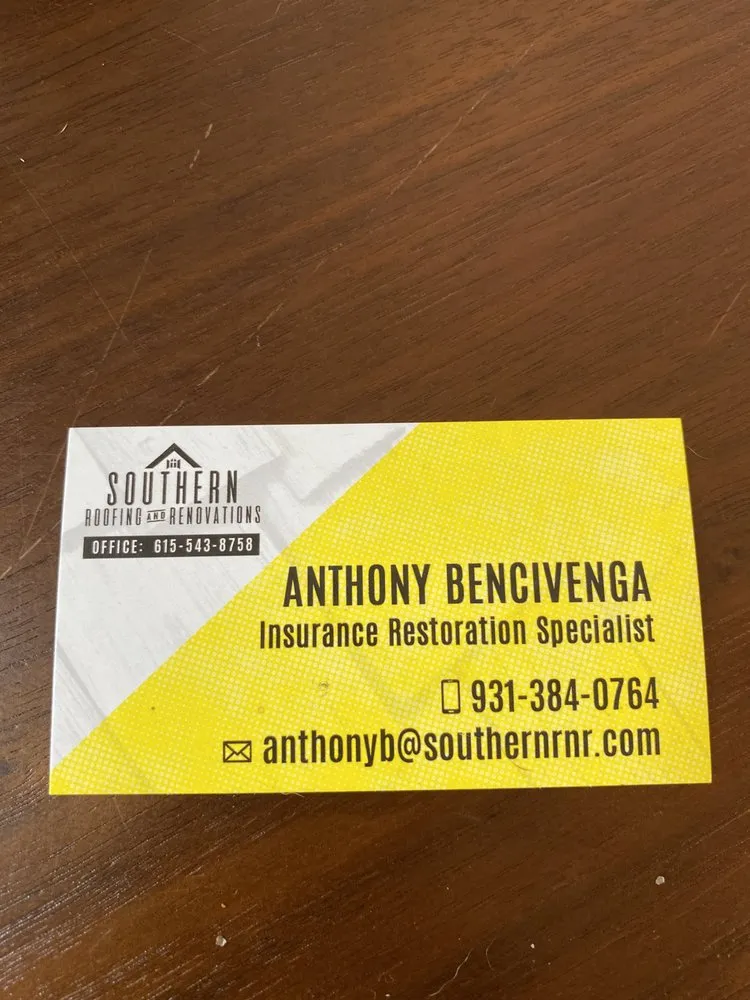 SOUTHERN
ROOFING AND RENOVATIONS
OFFICE: 615-543-8758
ANTHONY BENCIVENGA
Insurance Restoration Specialist
931-384-0764
anthonyb@southernrnr.com